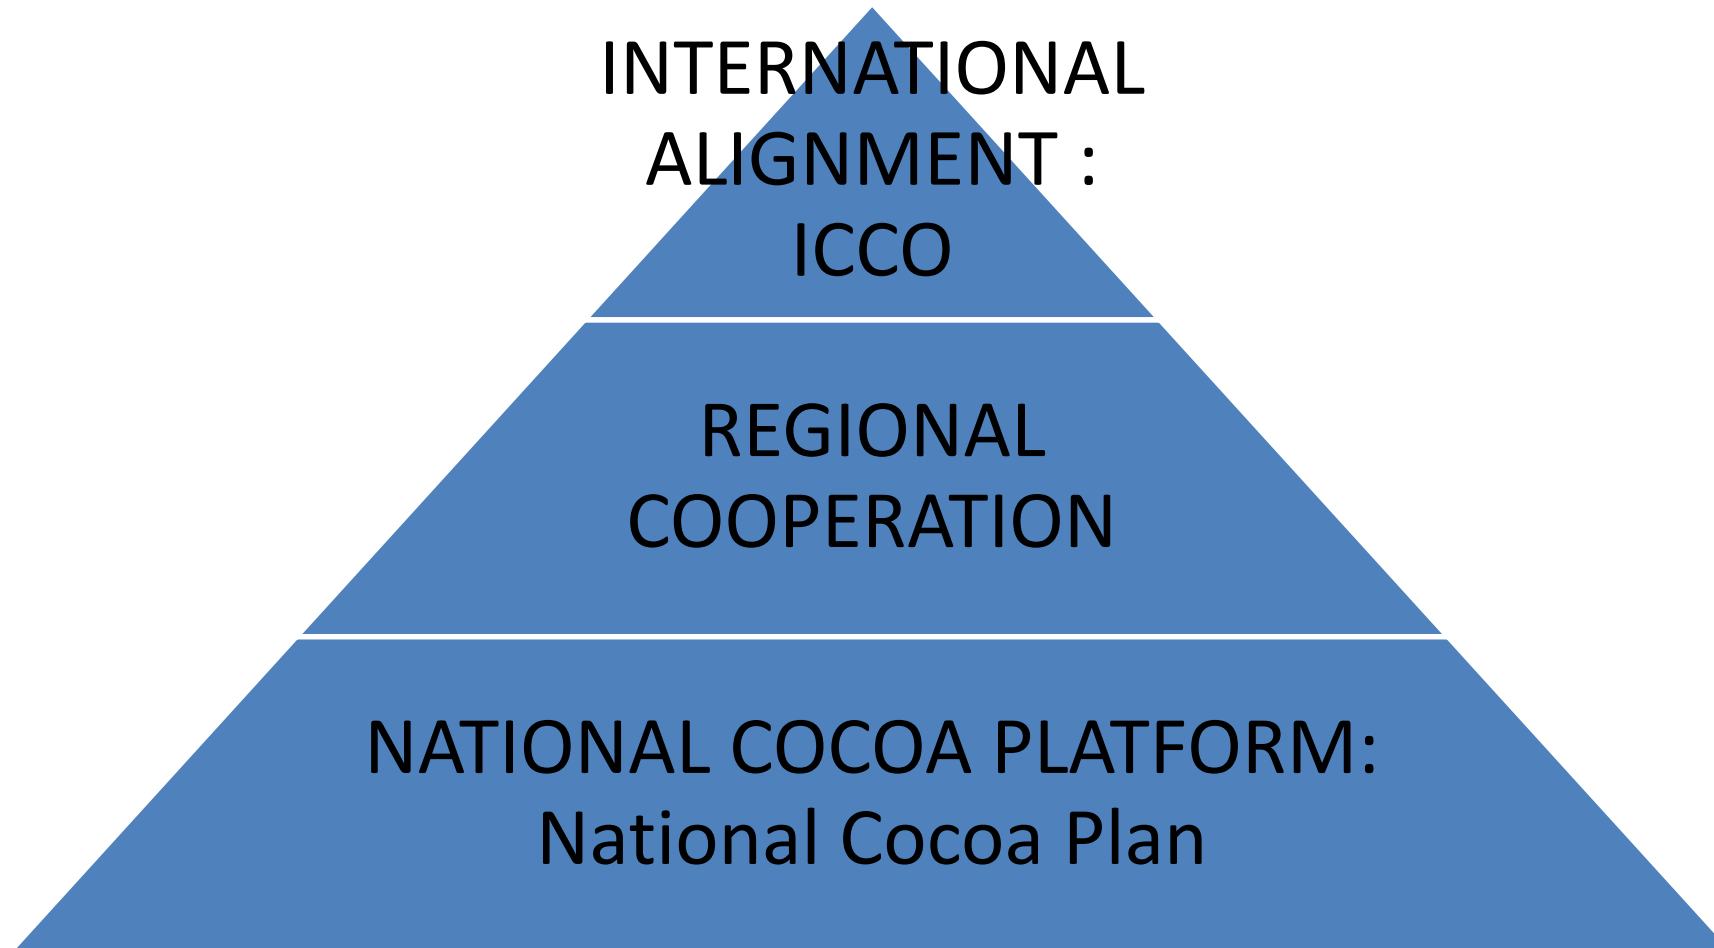 INTERNATIONAL
ALIGNMENT :
ICCO
REGIONAL
COOPERATION
NATIONAL COCOA PLATFORM:
National Cocoa Plan